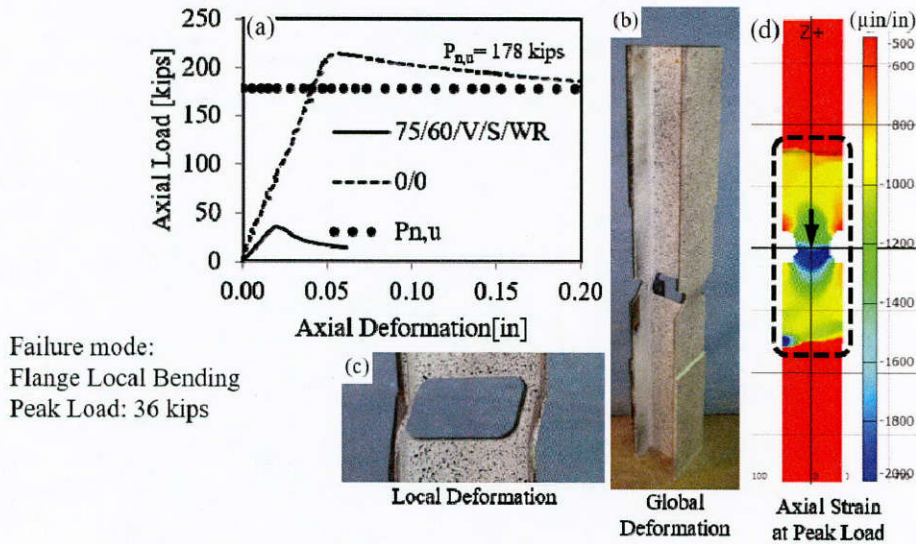 (a)
P_{n,u}= 178 kips
Axial Load [kips]
250
200
150
100
50
0
75/60/V/S/WR
0/0
Pn,u
0.00 0.05 0.10 0.15 0.20
Axial Deformation[in]
Failure mode:
Flange Local Bending
Peak Load: 36 kips
(c)
Local Deformation
(b)
Global
Deformation
(d)
(µin/in)
Z+
-500
-600
-800
-1000
-1200
-1400
-1600
-1800
-2000
100
Axial Strain
at Peak Load